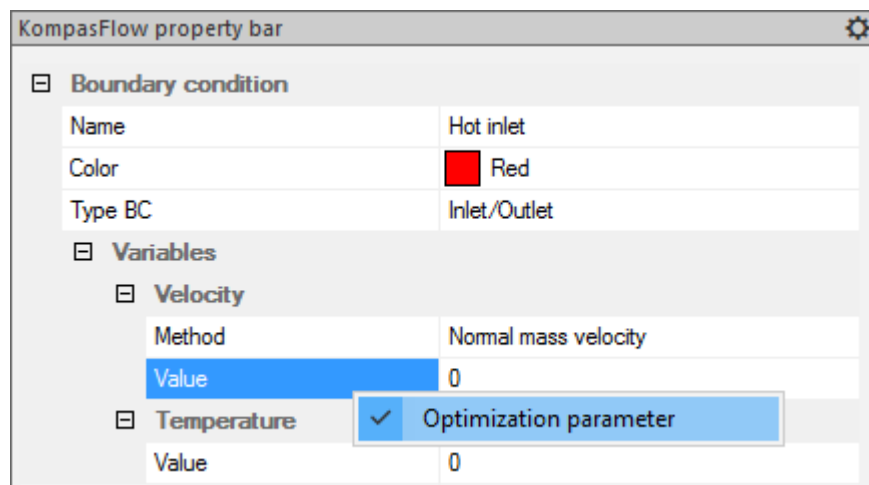 KompasFlow property bar
Boundary condition
Name Hot inlet
Color Red
Type BC Inlet/Outlet
Variables
Velocity
Method Normal mass velocity
Value 0
Temperature Optimization parameter
Value 0